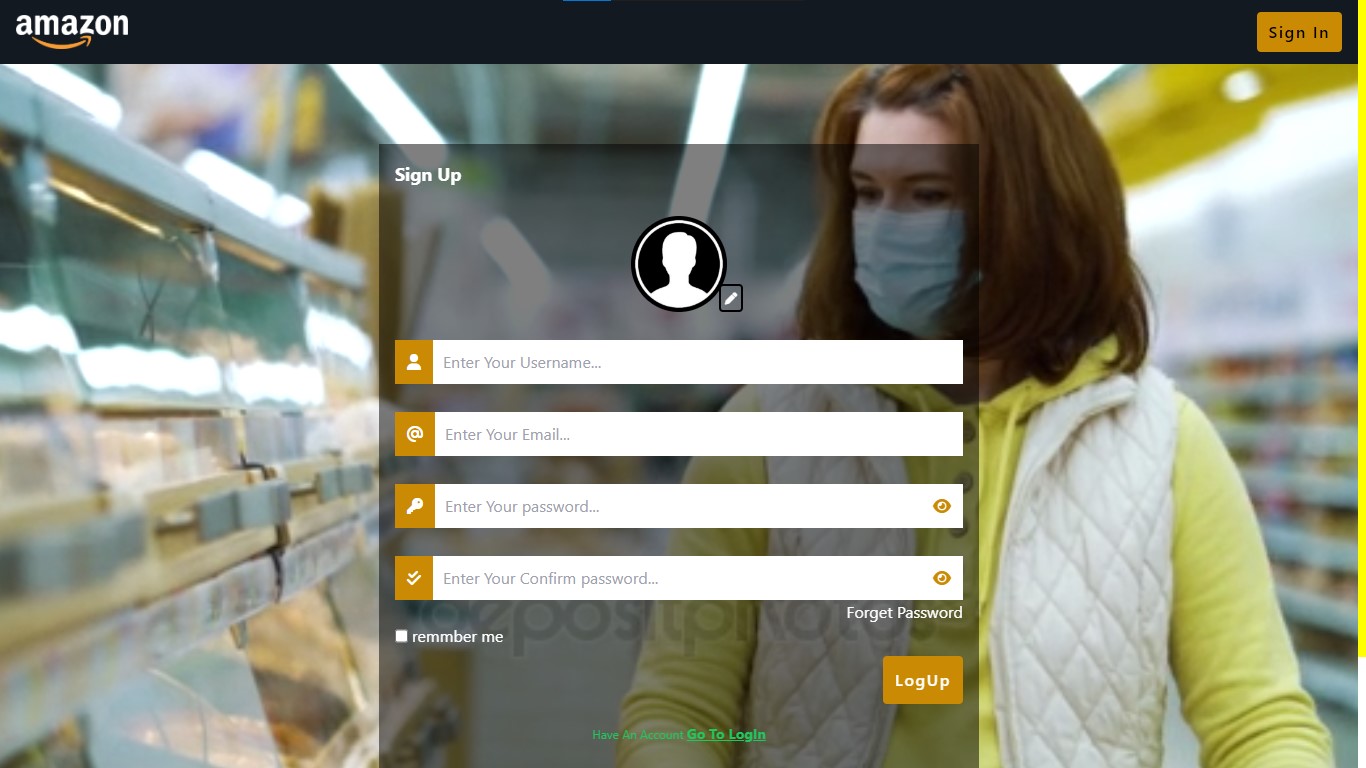 amazon
Sign In
Sign Up
Enter Your Username...
Enter Your Email...
Enter Your password...
Enter Your Confirm password...
depositphotos
Forget Password
remmber me
LogUp
Have An Account Go To LogIn